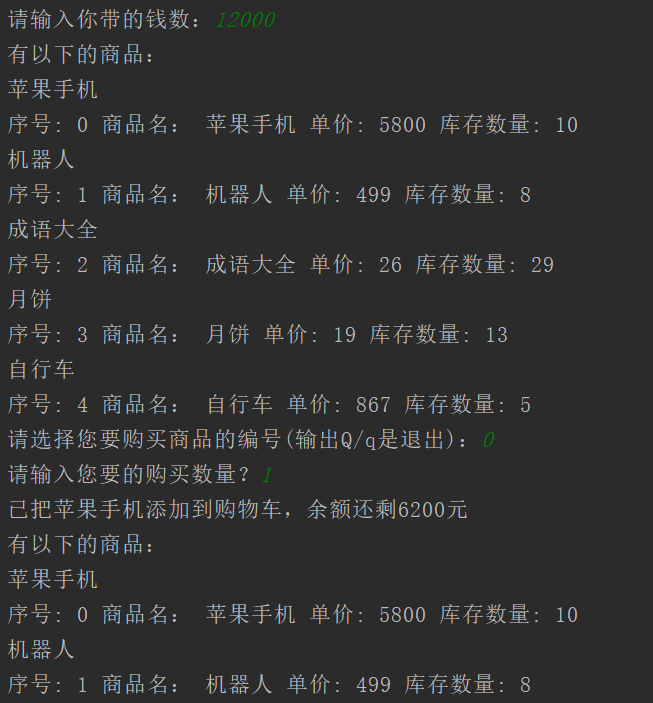 请输入你带的钱数：12000
有以下的商品：
苹果手机
序号: 0 商品名： 苹果手机 单价: 5800 库存数量: 10
机器人
序号: 1 商品名： 机器人 单价: 499 库存数量: 8
成语大全
序号: 2 商品名： 成语大全 单价: 26 库存数量: 29
月饼
序号: 3 商品名： 月饼 单价: 19 库存数量: 13
自行车
序号: 4 商品名： 自行车 单价: 867 库存数量: 5
请选择您要购买商品的编号(输出Q/q是退出)：0
请输入您要的购买数量？1
已把苹果手机添加到购物车，余额还剩6200元
有以下的商品：
苹果手机
序号: 0 商品名： 苹果手机 单价: 5800 库存数量: 10
机器人
序号: 1 商品名： 机器人 单价: 499 库存数量: 8